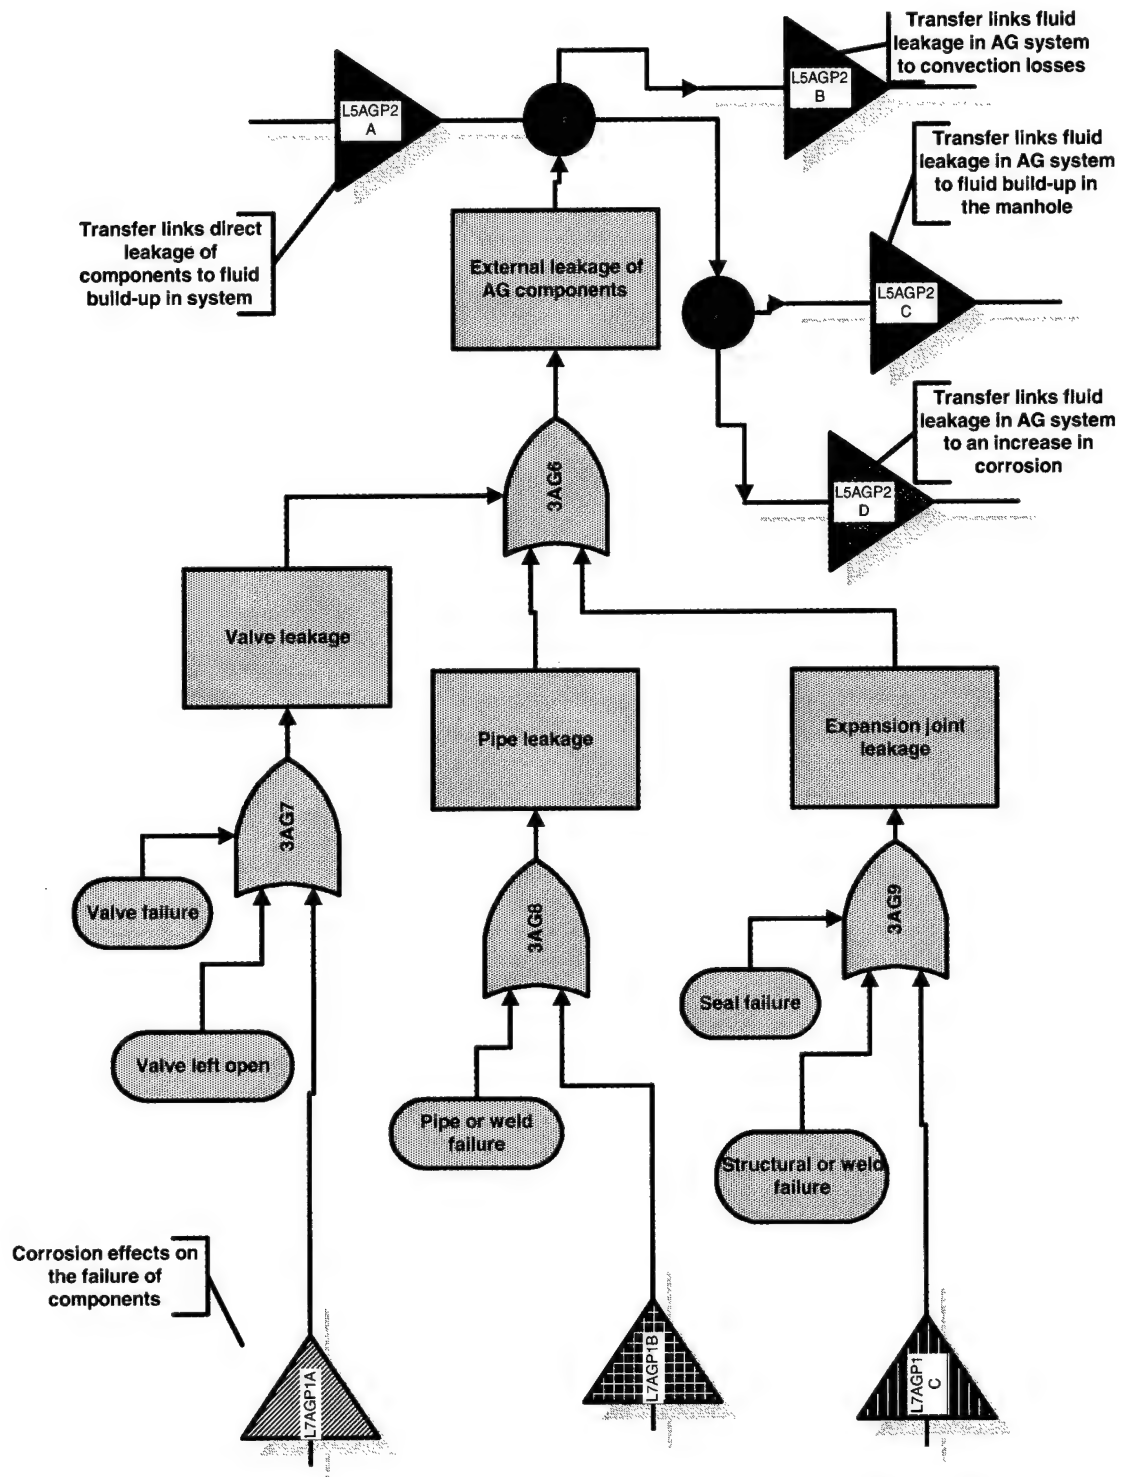 Transfer links fluid
leakage in AG system
to convection losses
L5AGP2
B
L5AGP2
A
Transfer links fluid
leakage in AG system
to fluid build-up in
the manhole
Transfer links direct
leakage of
components to fluid
build-up in system
External leakage of
AG components
L5AGP2
C
Transfer links fluid
leakage in AG system
to an increase in
corrosion
3AG6
L5AGP2
D
Valve leakage
Pipe leakage
Expansion joint
leakage
3AG7
Valve failure
3AG8
3AG9
Seal failure
Valve left open
Pipe or weld
failure
Structural or weld
failure
Corrosion effects on
the failure of
components
L7AGP1A
L7AGP1B
L7AGP1
C